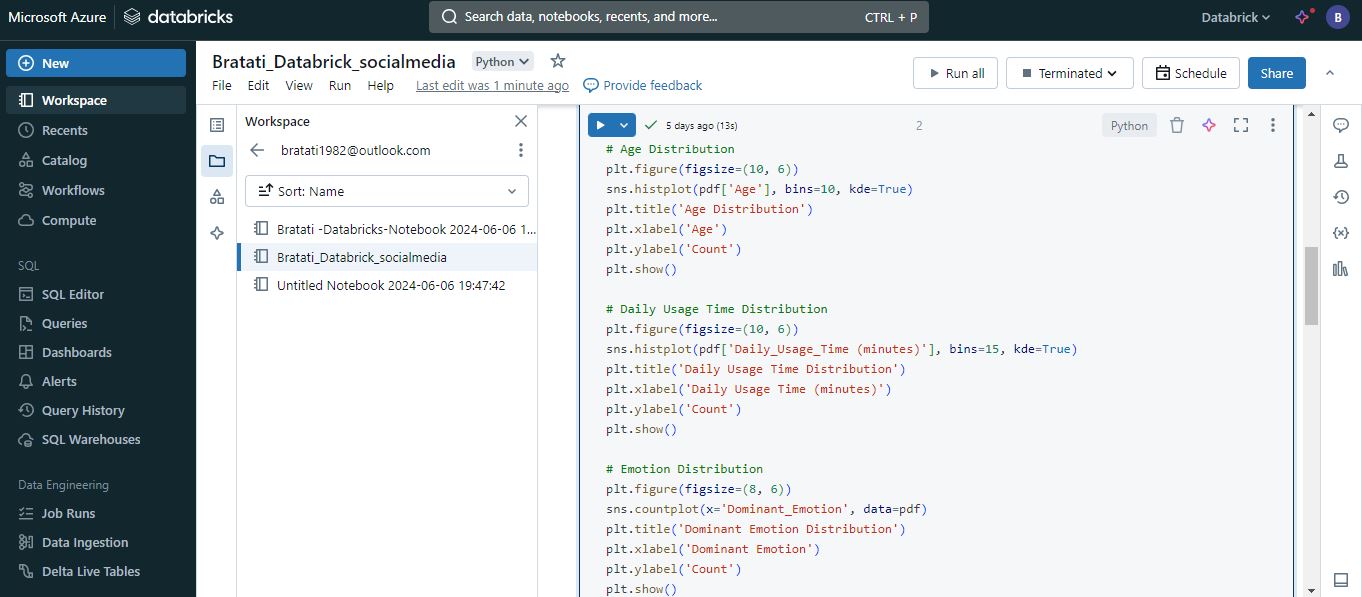 Microsoft Azure databricks Search data, notebooks, recents, and more... CTRL + P Databrick B
New
Workspace
Recents
Catalog
Workflows
Compute
SQL
SQL Editor
Queries
Dashboards
Alerts
Query History
SQL Warehouses
Data Engineering
Job Runs
Data Ingestion
Delta Live Tables
Bratati_Databrick_socialmedia Python
File Edit View Run Help Last edit was 1 minute ago Provide feedback
Run all Terminated Schedule Share
Workspace
bratati1982@outlook.com
Sort: Name
Bratati -Databricks-Notebook 2024-06-06 1...
Bratati_Databrick_socialmedia
Untitled Notebook 2024-06-06 19:47:42
5 days ago (13s) 2 Python
# Age Distribution
plt.figure(figsize=(10, 6))
sns.histplot(pdf['Age'], bins=10, kde=True)
plt.title('Age Distribution')
plt.xlabel('Age')
plt.ylabel('Count')
plt.show()
# Daily Usage Time Distribution
plt.figure(figsize=(10, 6))
sns.histplot(pdf['Daily_Usage_Time (minutes)'], bins=15, kde=True)
plt.title('Daily Usage Time Distribution')
plt.xlabel('Daily Usage Time (minutes)')
plt.ylabel('Count')
plt.show()
# Emotion Distribution
plt.figure(figsize=(8, 6))
sns.countplot(x='Dominant_Emotion', data=pdf)
plt.title('Dominant Emotion Distribution')
plt.xlabel('Dominant Emotion')
plt.ylabel('Count')
plt.show()